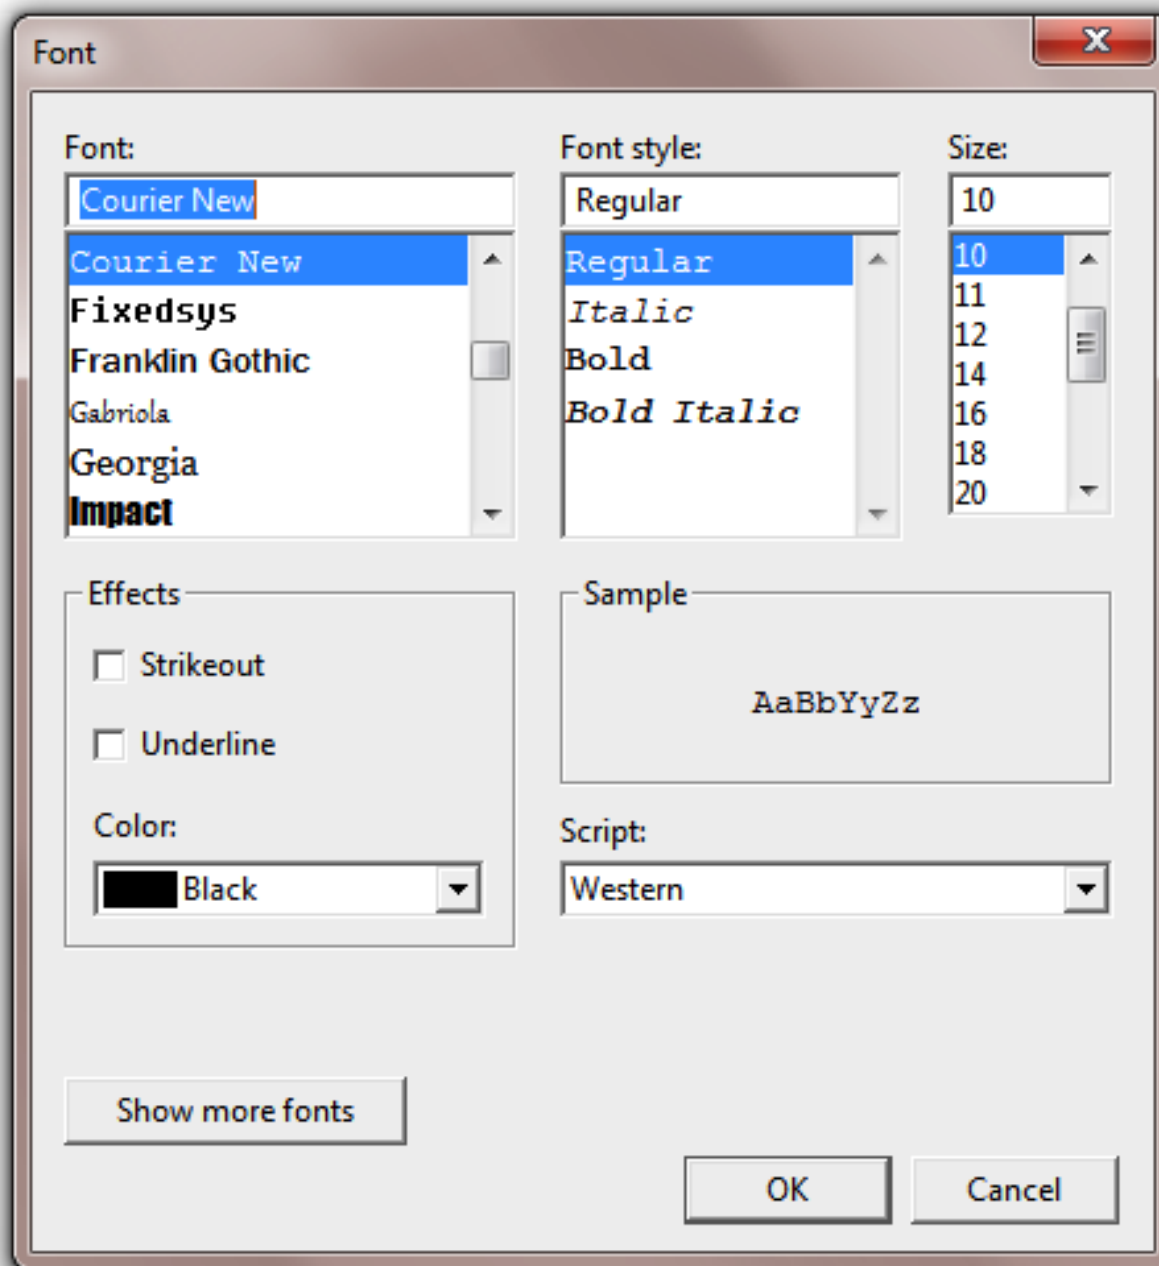 Font
Font:
Courier New
Courier New
Fixedsys
Franklin Gothic
Gabriola
Georgia
Impact
Font style:
Regular
Regular
Italic
Bold
Bold Italic
Size:
10
10
11
12
14
16
18
20
Effects
Strikeout
Underline
Color:
Black
Sample
AaBbYyZz
Script:
Western
Show more fonts
OK
Cancel